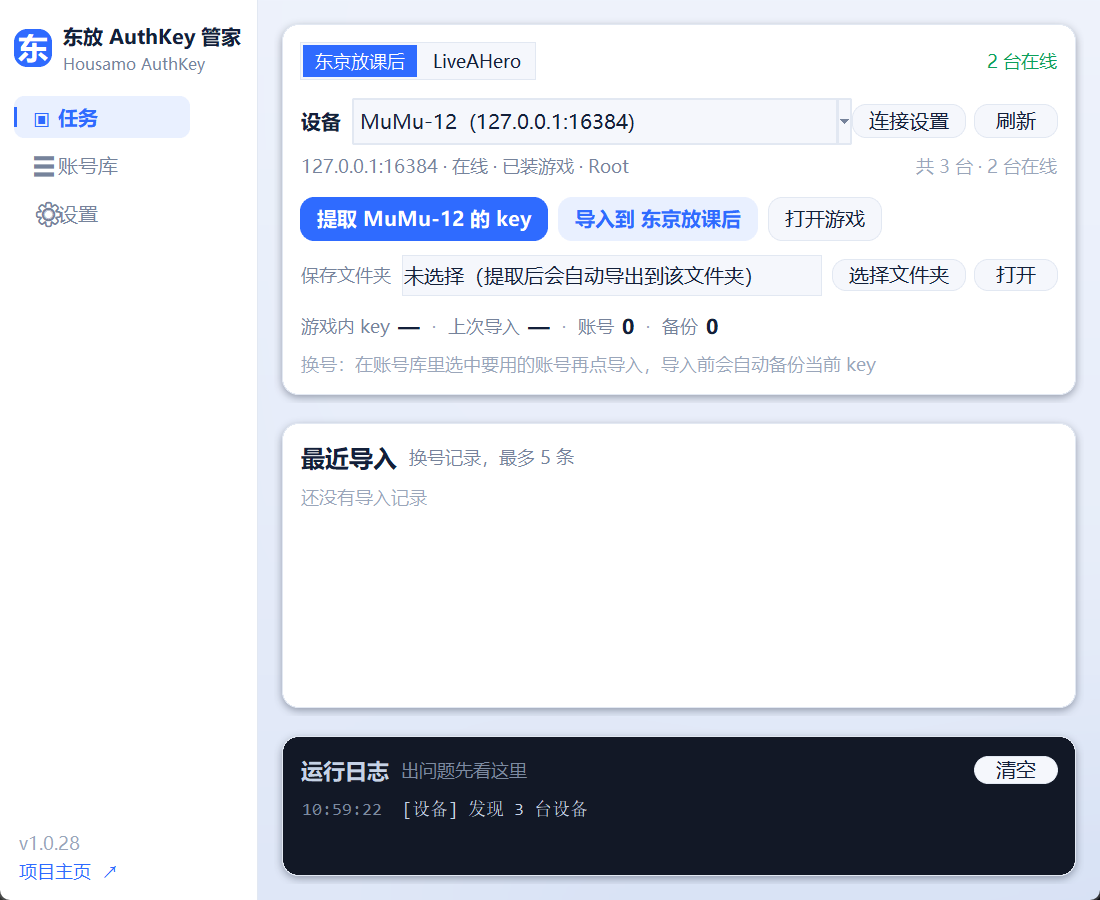 东 东放 AuthKey 管家
Housamo AuthKey
任务
账号库
设置
v1.0.28
项目主页 ↗
东京放课后 LiveAHero 2 台在线
设备 MuMu-12（127.0.0.1:16384） 连接设置 刷新
127.0.0.1:16384 · 在线 · 已装游戏 · Root 共 3 台 · 2 台在线
提取 MuMu-12 的 key 导入到 东京放课后 打开游戏
保存文件夹 未选择（提取后会自动导出到该文件夹） 选择文件夹 打开
游戏内 key — · 上次导入 — · 账号 0 · 备份 0
换号：在账号库里选中要用的账号再点导入，导入前会自动备份当前 key
最近导入 换号记录，最多 5 条
还没有导入记录
运行日志 出问题先看这里 清空
10:59:22 [设备] 发现 3 台设备